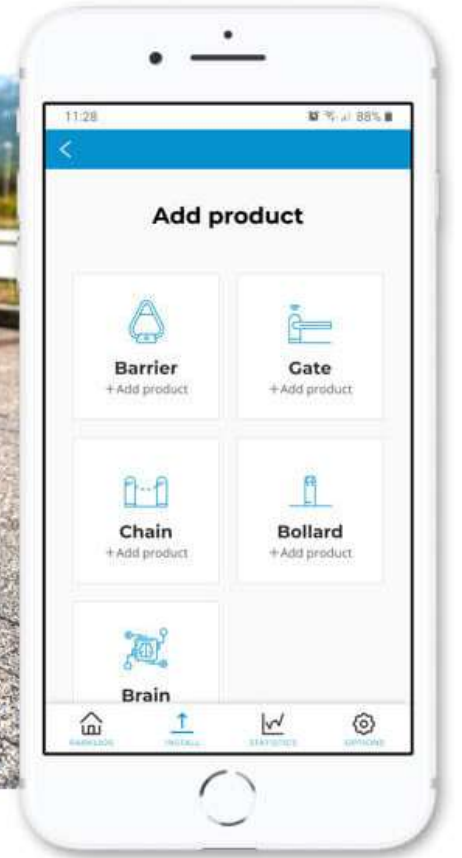 11:28 88%
Add product
Barrier Gate
+Add product +Add product
Chain Bollard
+Add product +Add product
Brain
INSTALL STATISTICS OPTIONS